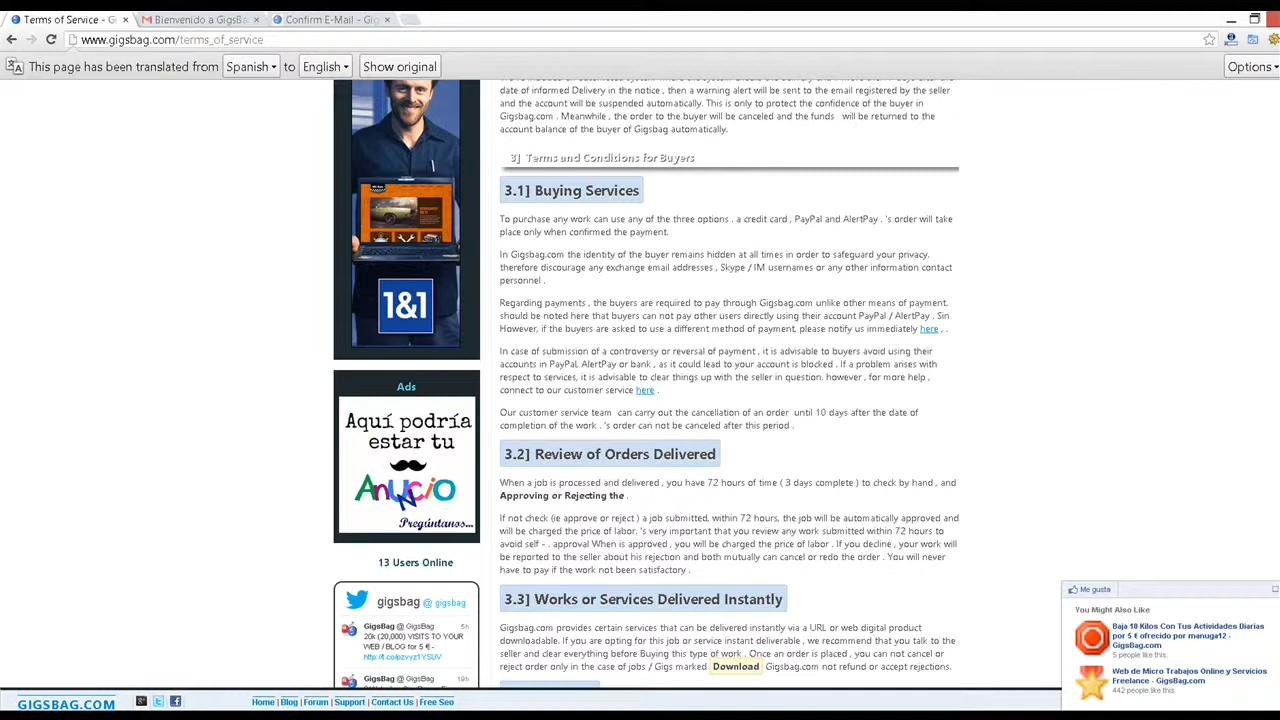 Terms of Service - G
Bienvenido a GigsBa
Confirm E-Mail - Gigs
www.gigsbag.com/terms_of_service
This page has been translated from Spanish to English Show original Options
date of informed Delivery in the notice , then a warning alert will be sent to the email registered by the seller
and the account will be suspended automatically. This is only to protect the confidence of the buyer in
Gigsbag.com . Meanwhile , the order to the buyer will be canceled and the funds will be returned to the
account balance of the buyer of Gigsbag automatically.
3] Terms and Conditions for Buyers
3.1] Buying Services
To purchase any work can use any of the three options . a credit card , PayPal and AlertPay . 's order will take
place only when confirmed the payment.
In Gigsbag.com the identity of the buyer remains hidden at all times in order to safeguard your privacy.
therefore discourage any exchange email addresses , Skype / IM usernames or any other information contact
personnel .
Regarding payments , the buyers are required to pay through Gigsbag.com unlike other means of payment.
should be noted here that buyers can not pay other users directly using their account PayPal / AlertPay . Sin
However, if the buyers are asked to use a different method of payment, please notify us immediately here , .
In case of submission of a controversy or reversal of payment , it is advisable to buyers avoid using their
accounts in PayPal, AlertPay or bank , as it could lead to your account is blocked . If a problem arises with
respect to services, it is advisable to clear things up with the seller in question. however , for more help ,
connect to our customer service here .
Our customer service team can carry out the cancellation of an order until 10 days after the date of
completion of the work . 's order can not be canceled after this period .
3.2] Review of Orders Delivered
When a job is processed and delivered , you have 72 hours of time ( 3 days complete ) to check by hand , and
Approving or Rejecting the .
If not check (ie approve or reject ) a job submitted, within 72 hours, the job will be automatically approved and
will be charged the price of labor. 's very important that you review any work submitted within 72 hours to
avoid self - . approval When is approved , you will be charged the price of labor . If you decline , your work will
be reported to the seller about his rejection and both mutually can cancel or redo the order . You will never
have to pay if the work not been satisfactory .
3.3] Works or Services Delivered Instantly
Gigsbag.com provides certain services that can be delivered instantly via a URL or web digital product
downloadable. If you are opting for this job or service instant deliverable , we recommend that you talk to the
seller and clear everything before Buying this type of work . Once an order is placed , you can not cancel or
reject order only in the case of jobs / Gigs marked Download Gigsbag.com not refund or accept rejections.
1&1
Ads
Aquí podría
estar tu
Anuncio
Pregúntanos...
13 Users Online
gigsbag @ gigsbag
GigsBag @ GigsBag 5h
20k (20,000) VISITS TO YOUR
WEB / BLOG for 5 € -
http://t.co/pzvyz1YSUV
GigsBag @ GigsBag 19h
Me gusta
You Might Also Like
Baja 10 Kilos Con Tus Actividades Diarias
por 5 € ofrecido por manuga12 -
GigsBag.com
5 people like this.
Web de Micro Trabajos Online y Servicios
Freelance - GigsBag.com
442 people like this.
GIGSBAG.COM
Home | Blog | Forum | Support | Contact Us | Free Seo